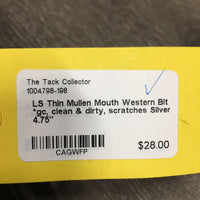 The Tack Collector
1004798-198
LS Thin Mullen Mouth Western Bit
*gc, clean & dirty, scratches Silver
4.75"
$28.00
CAGWFP